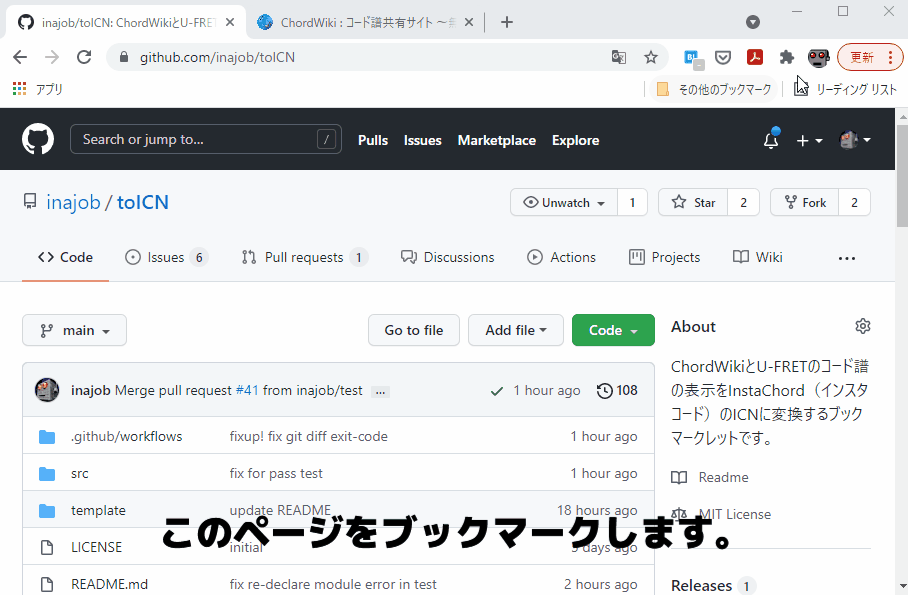 inajob/toICN: ChordWikiとU-FRET
ChordWiki : コード譜共有サイト ～
github.com/inajob/toICN
更新
アプリ
その他のブックマーク
リーディング リスト
Search or jump to...
/
Pulls
Issues
Marketplace
Explore
inajob / toICN
Unwatch 1
Star 2
Fork 2
Code
Issues 6
Pull requests 1
Discussions
Actions
Projects
Wiki
...
main
Go to file
Add file
Code
About
inajob Merge pull request #41 from inajob/test ... 1 hour ago 108
ChordWikiとU-FRETのコード譜
の表示をInstaChord（インスタ
コード）のICNに変換するブック
マークレットです。
.github/workflows fixup! fix git diff exit-code 1 hour ago
src fix for pass test 1 hour ago
Readme
template update README 18 hours ago
MIT License
このページをブックマークします。
LICENSE initial days ago
README.md fix re-declare module error in test 2 hours ago
Releases 1